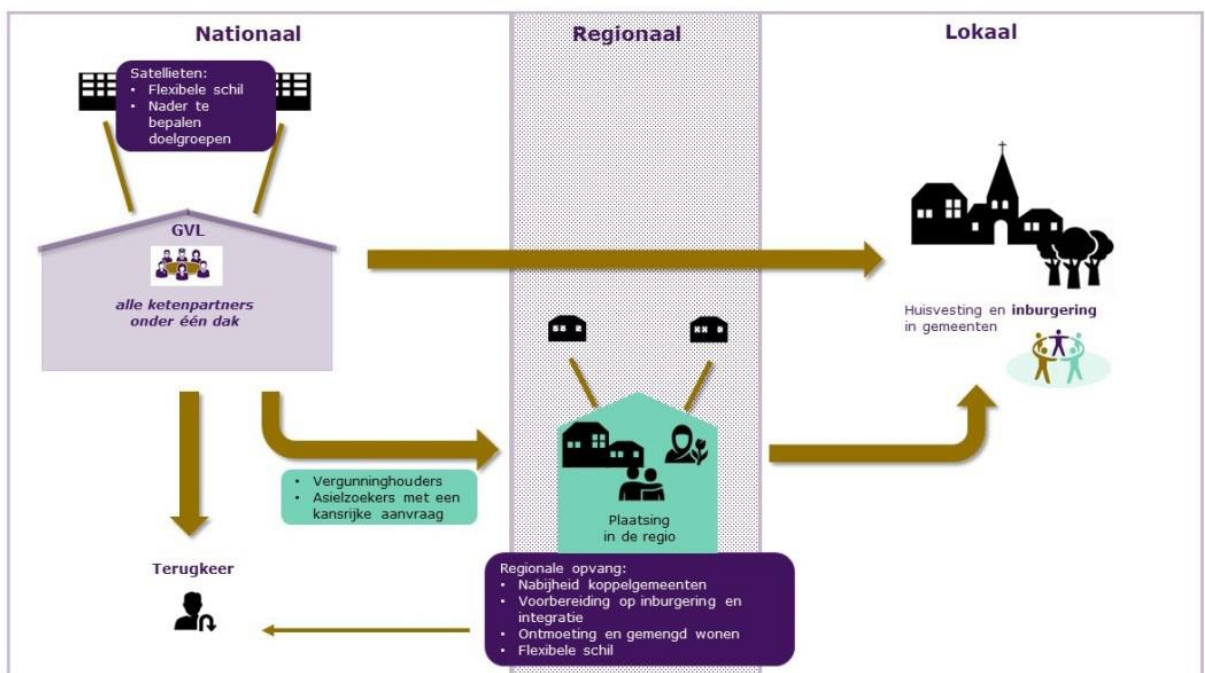 Nationaal
Regionaal
Lokaal
Satellieten:
• Flexibele schil
• Nader te
bepalen
doelgroepen
GVL
alle ketenpartners
onder één dak
Huisvesting en inburgering
in gemeenten
• Vergunninghouders
• Asielzoekers met een
kansrijke aanvraag
Plaatsing
in de regio
Terugkeer
Regionale opvang:
• Nabijheid koppelgemeenten
• Voorbereiding op inburgering en
integratie
• Ontmoeting en gemengd wonen
• Flexibele schil